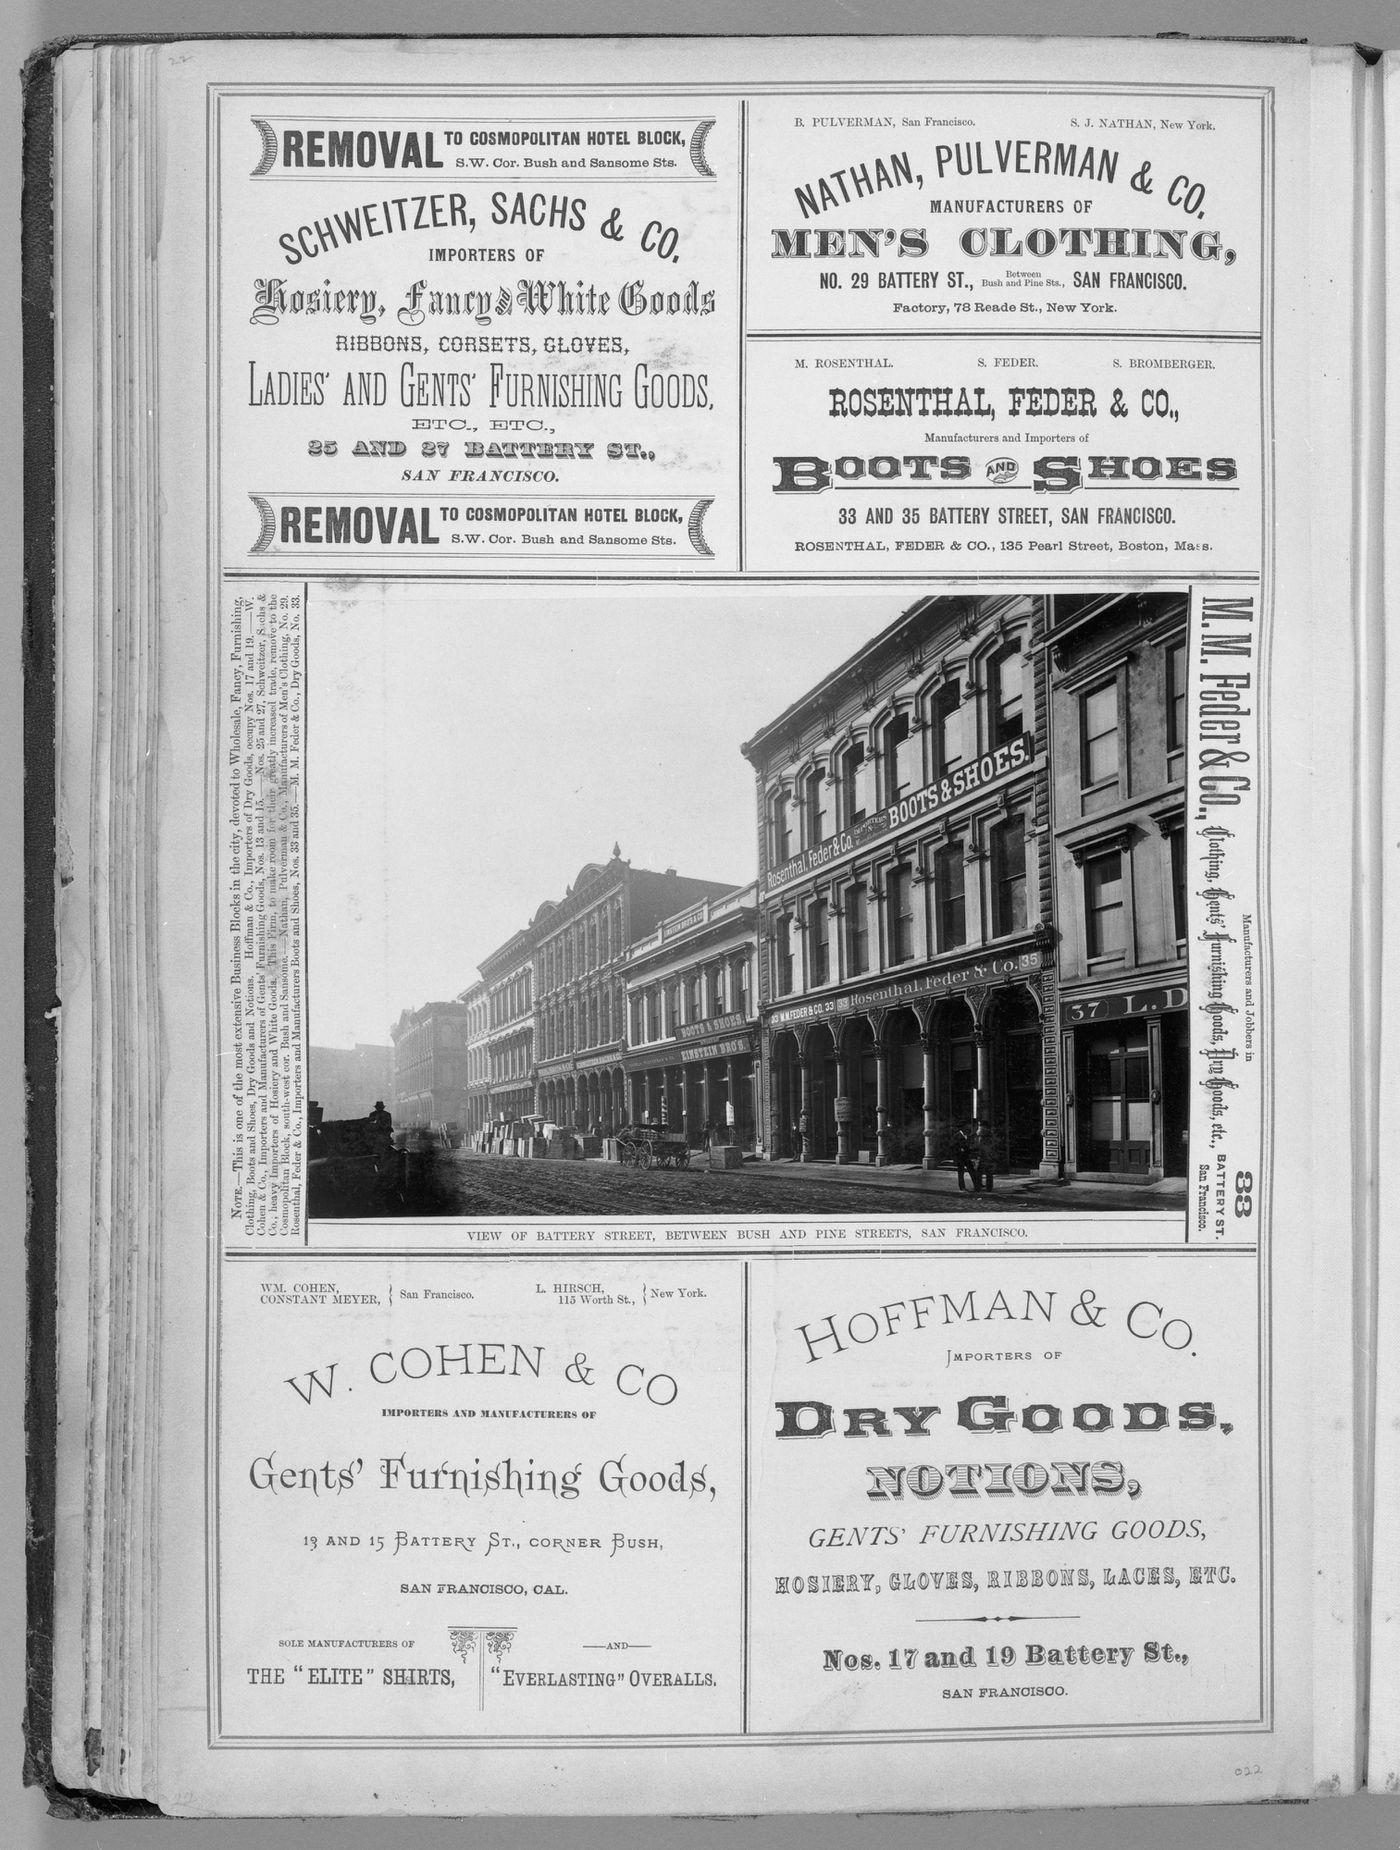 22
REMOVAL TO COSMOPOLITAN HOTEL BLOCK,
S.W. Cor. Bush and Sansome Sts.
SCHWEITZER, SACHS & CO.
IMPORTERS OF
Hosiery, Fancy & White Goods
RIBBONS, CORSETS, GLOVES,
LADIES' AND GENTS' FURNISHING GOODS,
ETC., ETC.,
25 AND 27 BATTERY ST.,
SAN FRANCISCO.
REMOVAL TO COSMOPOLITAN HOTEL BLOCK,
S.W. Cor. Bush and Sansome Sts.
B. PULVERMAN, San Francisco. S. J. NATHAN, New York.
NATHAN, PULVERMAN & CO.
MANUFACTURERS OF
MEN'S CLOTHING,
NO. 29 BATTERY ST., Between Bush and Pine Sts., SAN FRANCISCO.
Factory, 78 Reade St., New York.
M. ROSENTHAL. S. FEDER. S. BROMBERGER.
ROSENTHAL, FEDER & CO.,
Manufacturers and Importers of
BOOTS AND SHOES
33 AND 35 BATTERY STREET, SAN FRANCISCO.
ROSENTHAL, FEDER & CO., 135 Pearl Street, Boston, Mass.
NOTE.—This is one of the most extensive Business Blocks in the city, devoted to Wholesale, Fancy, Furnishing,
Clothing, Boots and Shoes, Dry Goods and Notions. Hoffman & Co., Importers of Dry Goods, occupy Nos. 17 and 19.—W.
Cohen & Co., Importers and Manufacturers of Gents' Furnishing Goods, Nos. 13 and 15.—Nos. 25 and 27, Schweitzer, Sachs &
Co., heavy Importers of Hosiery and White Goods. This Firm, to make room for their greatly increased trade, remove to the
Cosmopolitan Block, south-west cor. Bush and Sansome.—Nathan, Pulverman & Co., Manufacturers of Men's Clothing, No. 29.
Rosenthal, Feder & Co., Importers and Manufacturers Boots and Shoes, Nos. 33 and 35.—M. M. Feder & Co., Dry Goods, No. 33.
Rosenthal, Feder & Co. IMPORTERS BOOTS & SHOES.
33 M.M.FEDER & CO. 33 33 Rosenthal, Feder & Co. 35
37 L. D
BOOTS & SHOES
EINSTEIN BRO'S.
VIEW OF BATTERY STREET, BETWEEN BUSH AND PINE STREETS, SAN FRANCISCO.
M. M. Feder & Co.,
Manufacturers and Jobbers in
Clothing, Gents' Furnishing Goods, Dry Goods, etc.,
33 BATTERY ST.
San Francisco.
WM. COHEN,
CONSTANT MEYER, San Francisco.
L. HIRSCH,
115 Worth St., New York.
W. COHEN & CO
IMPORTERS AND MANUFACTURERS OF
Gents' Furnishing Goods,
13 AND 15 BATTERY ST., CORNER BUSH,
SAN FRANCISCO, CAL.
SOLE MANUFACTURERS OF —AND—
THE "ELITE" SHIRTS, "EVERLASTING" OVERALLS.
HOFFMAN & CO.
IMPORTERS OF
DRY GOODS,
NOTIONS,
GENTS' FURNISHING GOODS,
HOSIERY, GLOVES, RIBBONS, LACES, ETC.
Nos. 17 and 19 Battery St.,
SAN FRANCISCO.
022
22